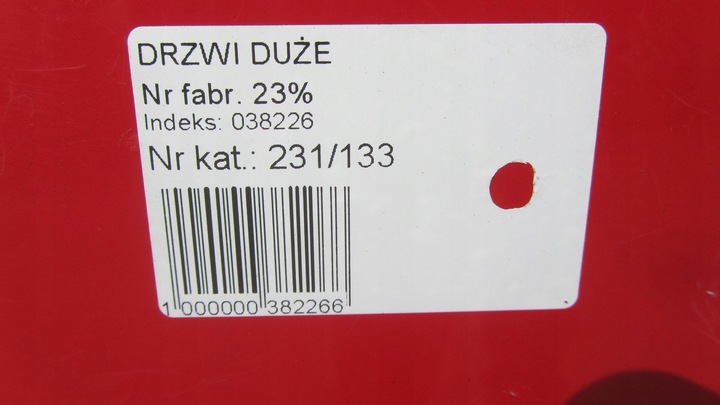 DRZWI DUŻE
Nr fabr. 23%
Indeks: 038226
Nr kat.: 231/133
1 000000 382266